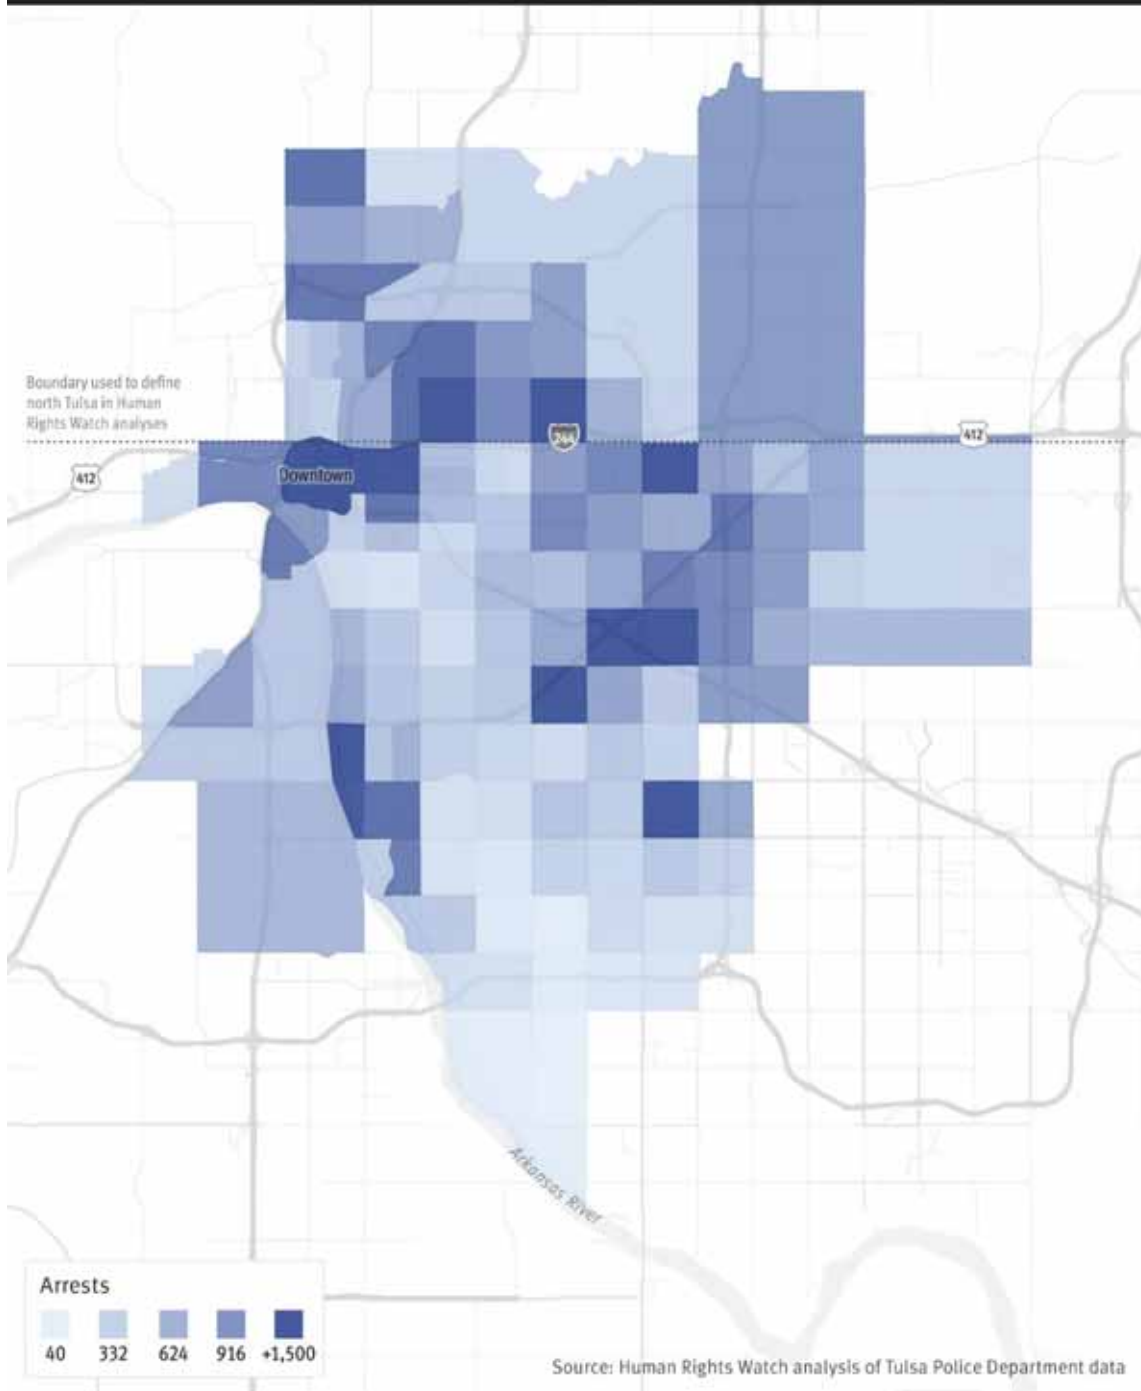 Boundary used to define
north Tulsa in Human
Rights Watch analyses
412
244
412
Downtown
Arkansas River
Arrests
40 332 624 916 +1,500
Source: Human Rights Watch analysis of Tulsa Police Department data